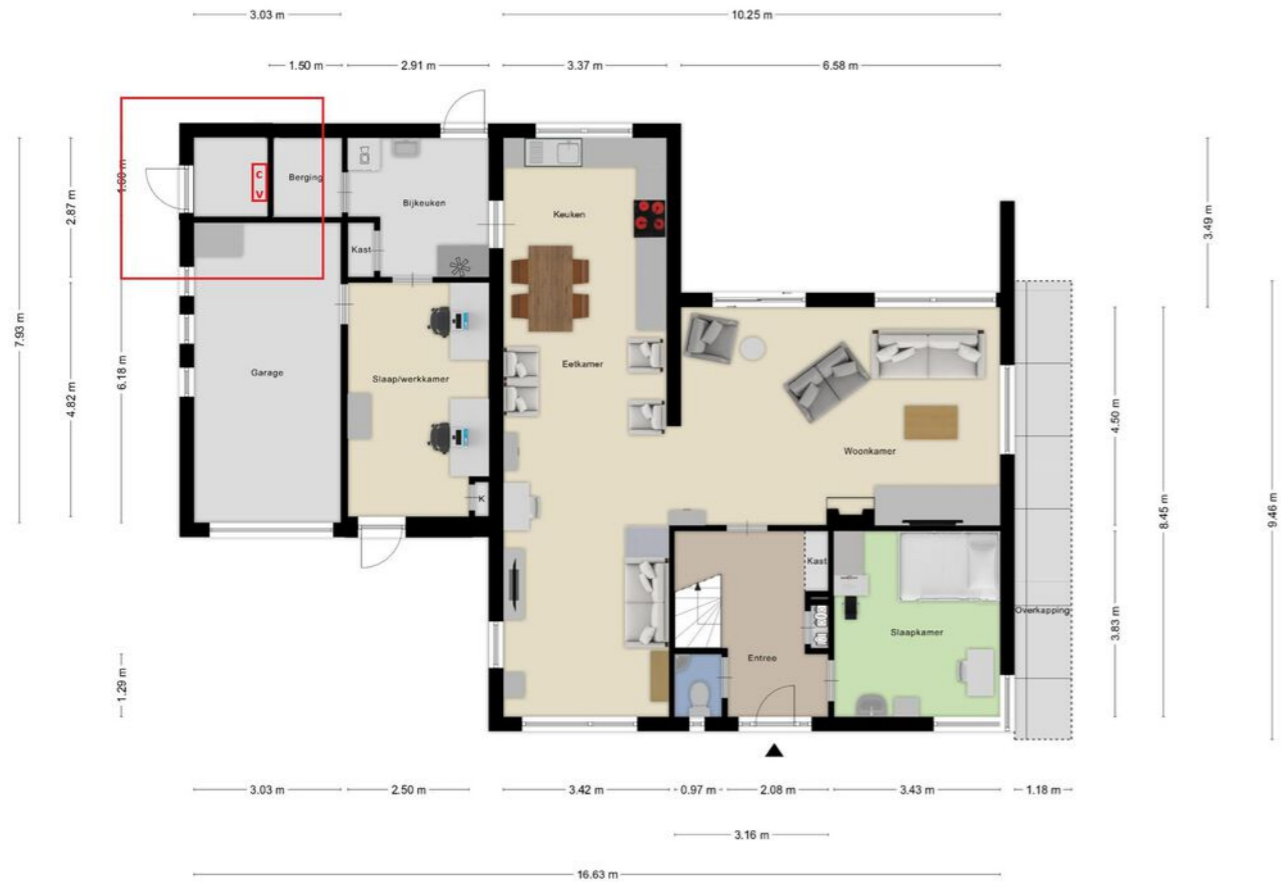 3.03 m
10.25 m
1.50 m
2.91 m
3.37 m
6.58 m
7.93 m
2.87 m
1.60 m
C
V
Berging
Bijkeuken
Keuken
3.49 m
Kast
Garage
Slaap/werkkamer
Eetkamer
6.18 m
4.82 m
Woonkamer
4.50 m
8.45 m
9.46 m
K
Kast
Overkapping
Slaapkamer
3.83 m
Entree
1.29 m
3.03 m
2.50 m
3.42 m
0.97 m
2.08 m
3.43 m
1.18 m
3.16 m
16.63 m